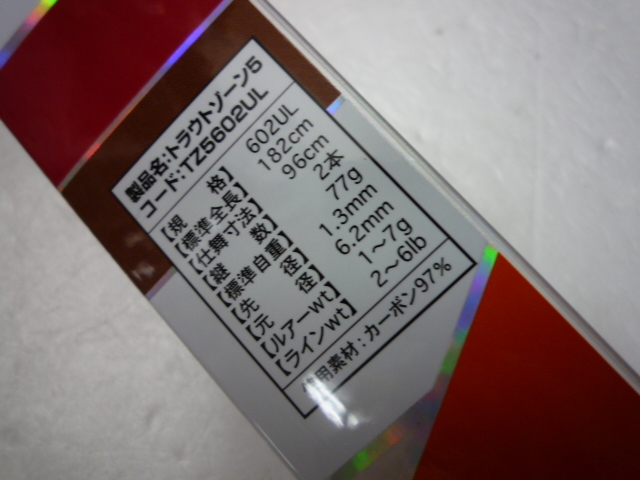 製品名:トラウトゾーン5
コード:TZ5602UL
【規 格】 602UL
【標準全長】 182cm
【仕舞寸法】 96cm
【継 数】 2本
【標準自重】 77g
【先 径】 1.3mm
【元 径】 6.2mm
【ルアーwt】 1〜7g
【ラインwt】 2〜6lb
用素材:カーボン97%